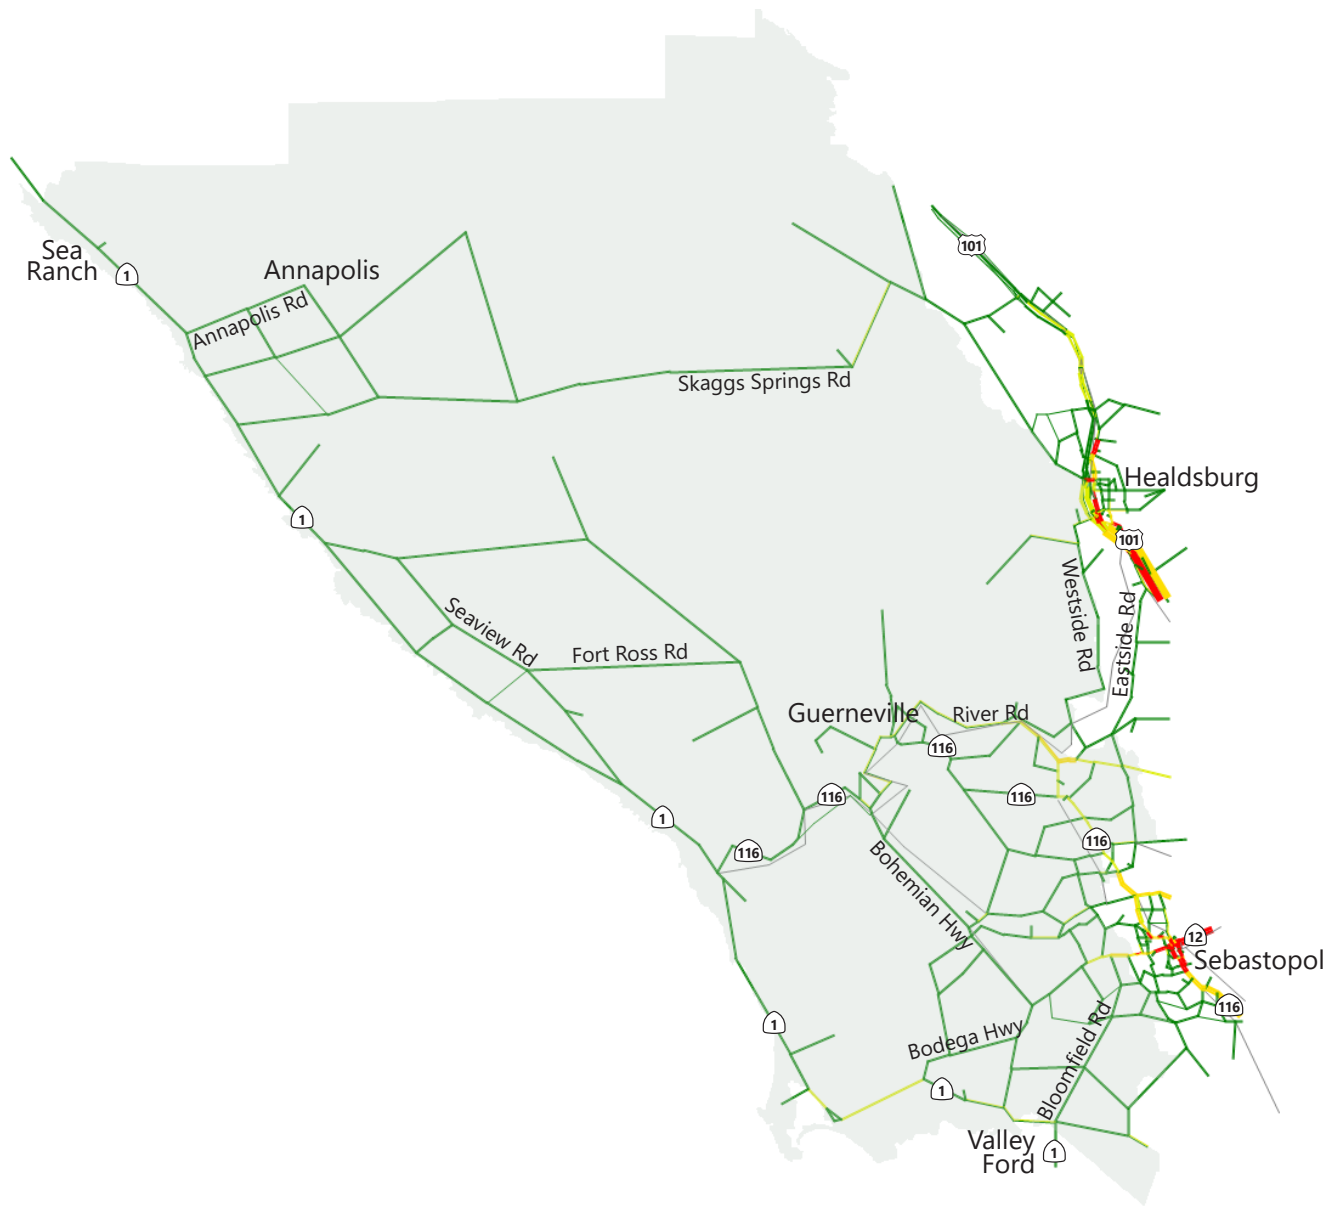 101
Sea
Ranch
1
Annapolis
Annapolis Rd
Skaggs Springs Rd
Healdsburg
1
101
Westside Rd
Eastside Rd
Seaview Rd
Fort Ross Rd
Guerneville
River Rd
116
116
116
1
116
116
Bohemian Hwy
12
Sebastopol
116
1
Bodega Hwy
Bloomfield Rd
1
Valley
Ford
1